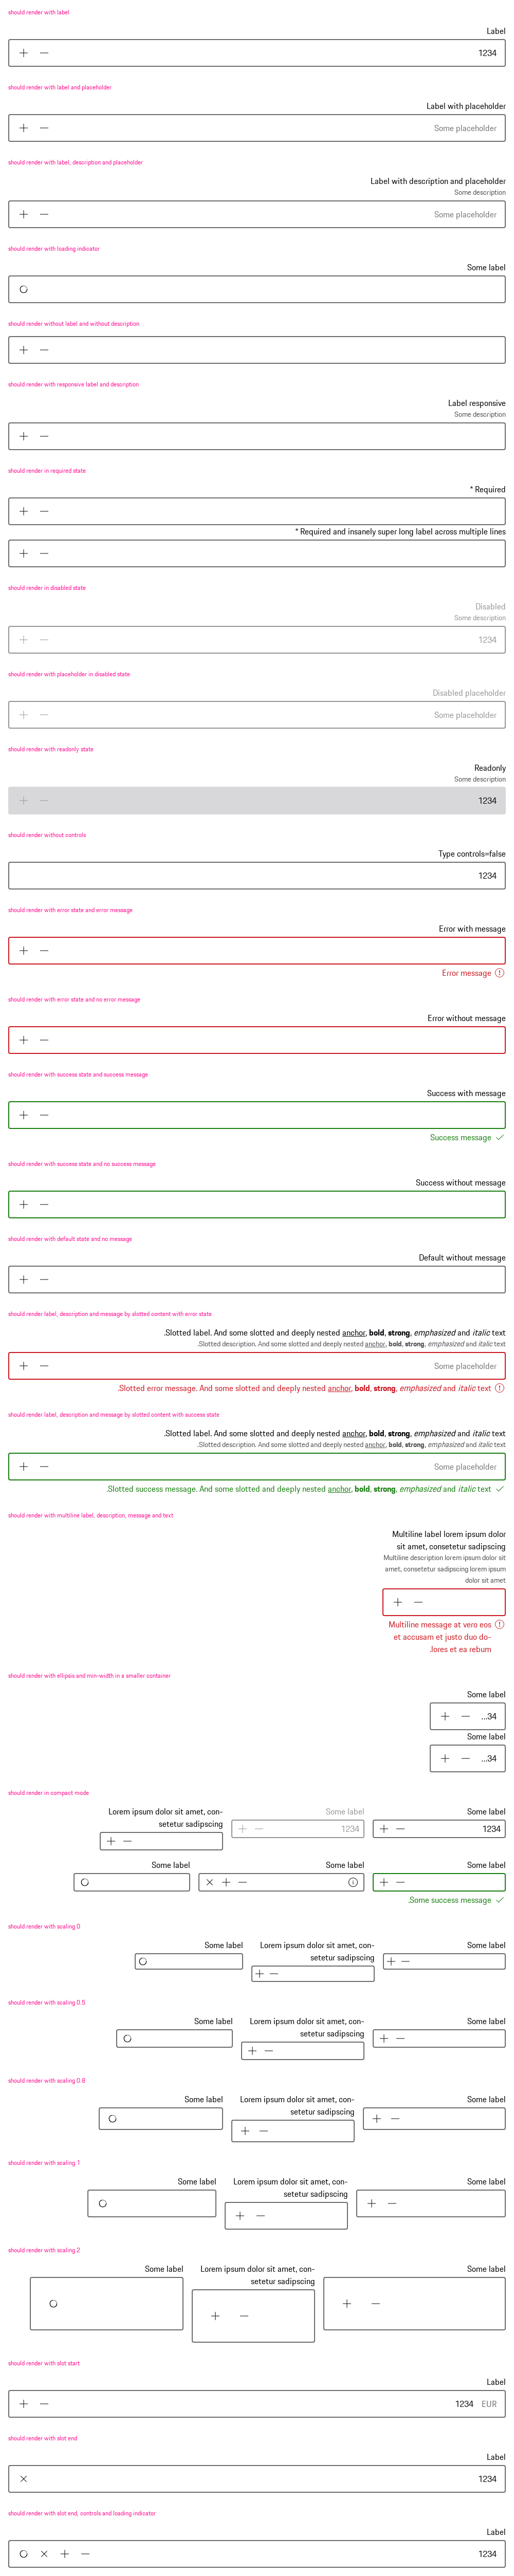 should render with label
Label
1234
should render with label and placeholder
Label with placeholder
Some placeholder
should render with label, description and placeholder
Label with description and placeholder
Some description
Some placeholder
should render with loading indicator
Some label
should render without label and without description
should render with responsive label and description
Label responsive
Some description
should render in required state
* Required
* Required and insanely super long label across multiple lines
should render in disabled state
Disabled
Some description
1234
should render with placeholder in disabled state
Disabled placeholder
Some placeholder
should render with readonly state
Readonly
Some description
1234
should render without controls
Type controls=false
1234
should render with error state and error message
Error with message
Error message
should render with error state and no error message
Error without message
should render with success state and success message
Success with message
Success message
should render with success state and no success message
Success without message
should render with default state and no message
Default without message
should render label, description and message by slotted content with error state
.Slotted label. And some slotted and deeply nested anchor, bold, strong, emphasized and italic text
.Slotted description. And some slotted and deeply nested anchor, bold, strong, emphasized and italic text
Some placeholder
.Slotted error message. And some slotted and deeply nested anchor, bold, strong, emphasized and italic text
should render label, description and message by slotted content with success state
.Slotted label. And some slotted and deeply nested anchor, bold, strong, emphasized and italic text
.Slotted description. And some slotted and deeply nested anchor, bold, strong, emphasized and italic text
Some placeholder
.Slotted success message. And some slotted and deeply nested anchor, bold, strong, emphasized and italic text
should render with multiline label, description, message and text
Multiline label lorem ipsum dolor
sit amet, consetetur sadipscing
Multiline description lorem ipsum dolor sit
amet, consetetur sadipscing lorem ipsum
dolor sit amet
Multiline message at vero eos
et accusam et justo duo do-
.lores et ea rebum
should render with ellipsis and min-width in a smaller container
Some label
...34
Some label
...34
should render in compact mode
Lorem ipsum dolor sit amet, con-
setetur sadipscing
Some label
1234
Some label
1234
Some label
Some label
Some label
.Some success message
should render with scaling 0
Some label
Lorem ipsum dolor sit amet, con-
setetur sadipscing
Some label
should render with scaling 0.5
Some label
Lorem ipsum dolor sit amet, con-
setetur sadipscing
Some label
should render with scaling 0.8
Some label
Lorem ipsum dolor sit amet, con-
setetur sadipscing
Some label
should render with scaling 1
Some label
Lorem ipsum dolor sit amet, con-
setetur sadipscing
Some label
should render with scaling 2
Some label
Lorem ipsum dolor sit amet, con-
setetur sadipscing
Some label
should render with slot start
Label
1234 EUR
should render with slot end
Label
1234
should render with slot end, controls and loading indicator
Label
1234